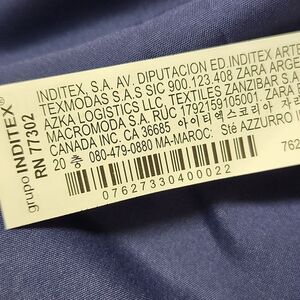 grupo INDITEX®
RN 77302
INDITEX, S.A. AV. DIPUTACION ED.INDITEX ARTE
TEXMODAS S.A.S SIC 900.123.408 ZARA ARGE
AZKA LOGISTICS LLC, TEXTILES ZANZIBAR S.A
MACROMODA S.A. RUC 1792159105001. ZARA
CANADA INC. CA 36685 아이티엑스코리아 자
20 층 080-479-0880 MA-MAROC: Sté AZZURRO I
07627330400022
762